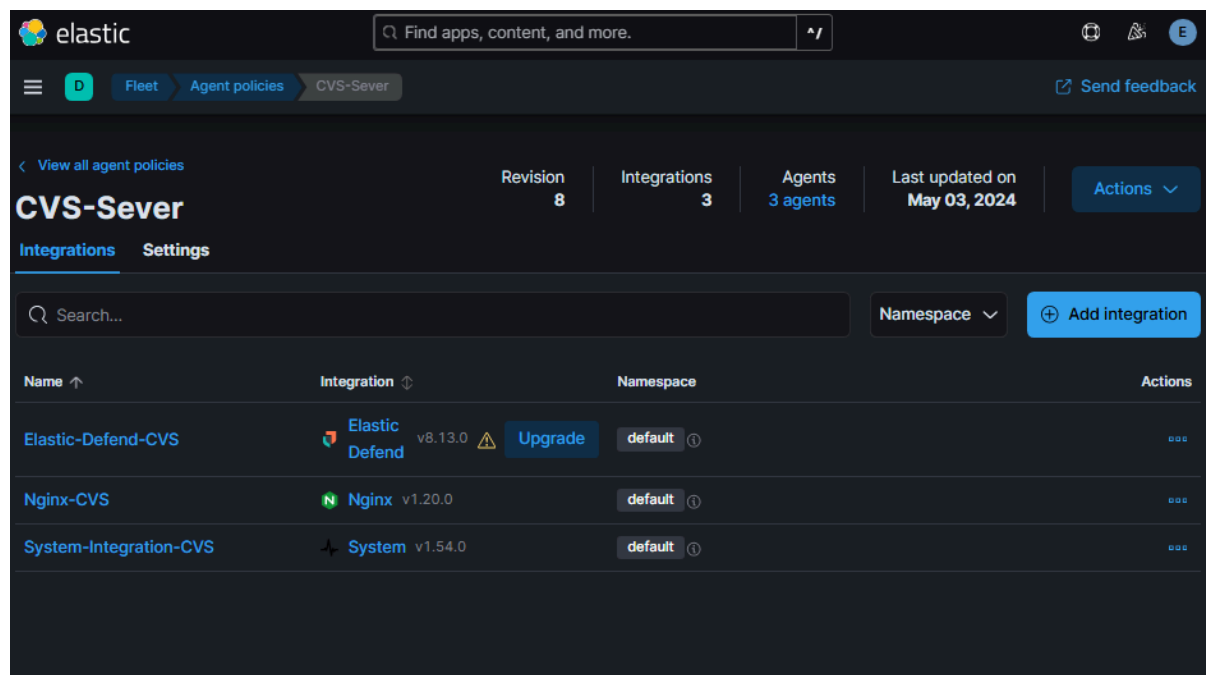 elastic
Find apps, content, and more.
^/
E
D
Fleet
Agent policies
CVS-Sever
Send feedback
View all agent policies
CVS-Sever
Revision
8
Integrations
3
Agents
3 agents
Last updated on
May 03, 2024
Actions
Integrations
Settings
Search...
Namespace
Add integration
Name
Integration
Namespace
Actions
Elastic-Defend-CVS
Elastic
Defend
v8.13.0
Upgrade
default
Nginx-CVS
N
Nginx v1.20.0
default
System-Integration-CVS
System v1.54.0
default